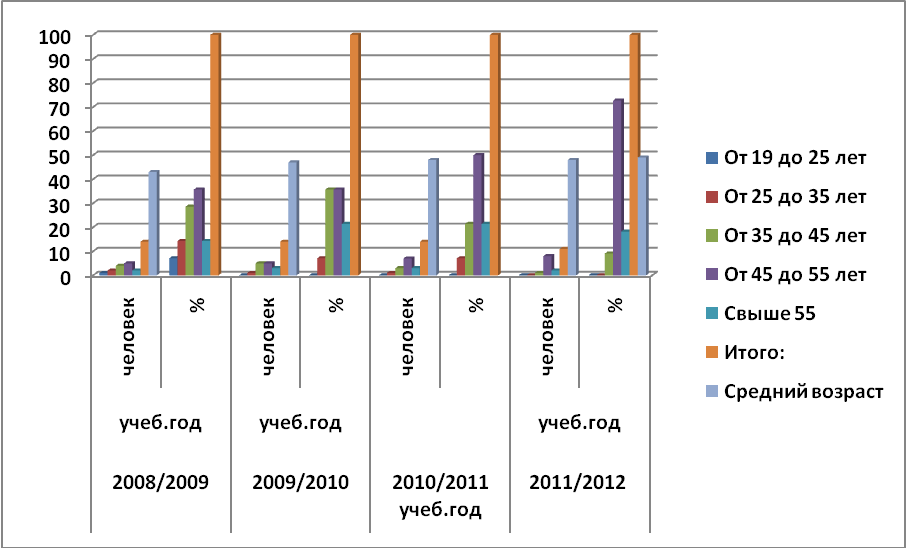 100
90
80
70
60
50
40
30
20
10
0
человек
%
человек
%
человек
%
человек
%
учеб.год
учеб.год
учеб.год
2008/2009
2009/2010
2010/2011
учеб.год
2011/2012
От 19 до 25 лет
От 25 до 35 лет
От 35 до 45 лет
От 45 до 55 лет
Свыше 55
Итого:
Средний возраст